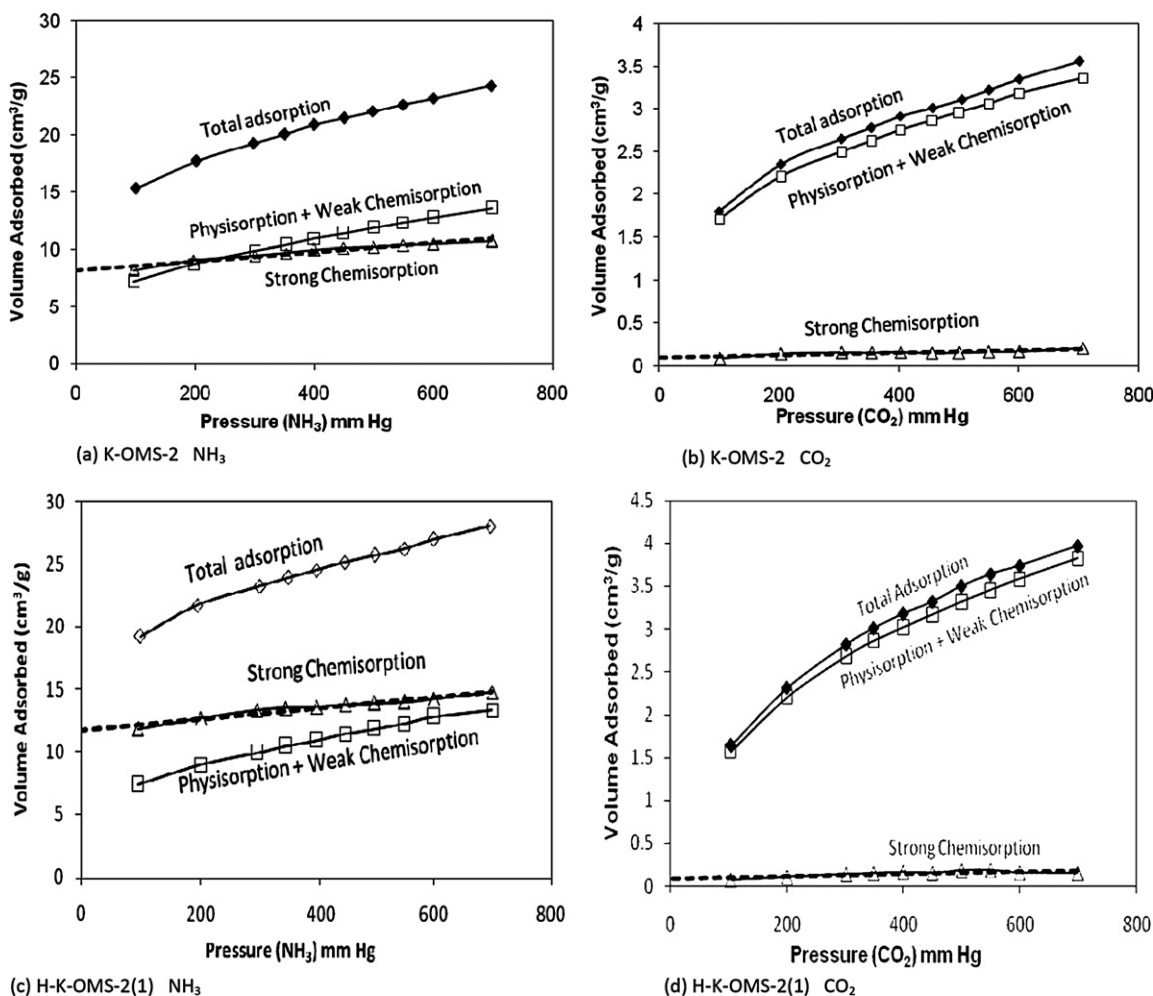 Volume Adsorbed (cm³/g)
30
25
20
15
10
5
0
Total adsorption
Physisorption + Weak Chemisorption
Strong Chemisorption
0 200 400 600 800
Pressure (NH₃) mm Hg
(a) K-OMS-2 NH₃
Volume Adsorbed (cm³/g)
4
3.5
3
2.5
2
1.5
1
0.5
0
Total adsorption
Physisorption + Weak Chemisorption
Strong Chemisorption
0 200 400 600 800
Pressure (CO₂) mm Hg
(b) K-OMS-2 CO₂
Volume Adsorbed (cm³/g)
30
25
20
15
10
5
0
Total adsorption
Strong Chemisorption
Physisorption + Weak Chemisorption
0 200 400 600 800
Pressure (NH₃) mm Hg
(c) H-K-OMS-2(1) NH₃
Volume Adsorbed (cm³/g)
4.5
4
3.5
3
2.5
2
1.5
1
0.5
0
Total Adsorption
Physisorption + Weak Chemisorption
Strong Chemisorption
0 200 400 600 800
Pressure (CO₂) mm Hg
(d) H-K-OMS-2(1) CO₂